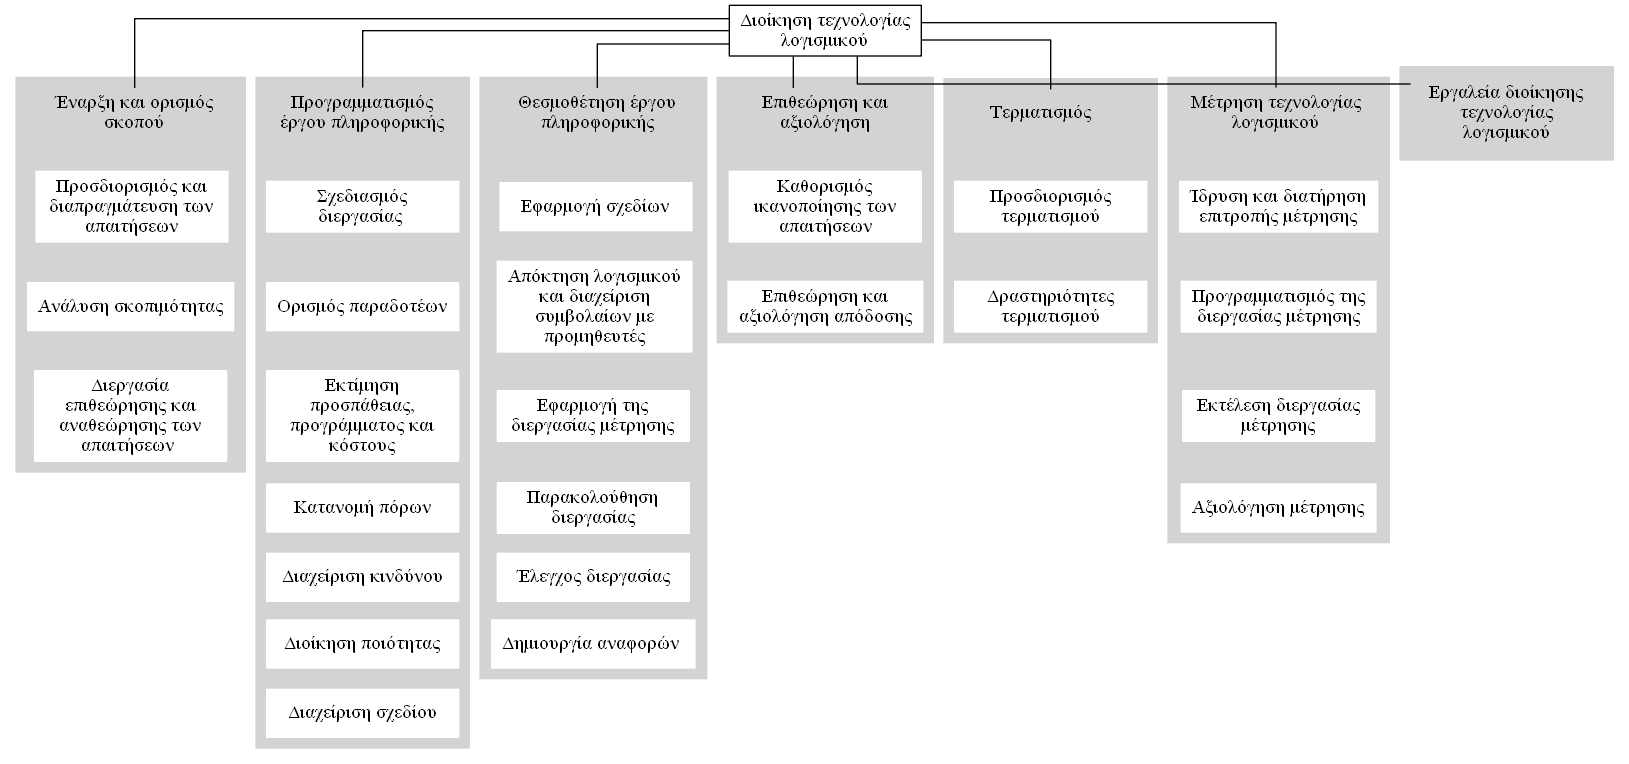 Διοίκηση τεχνολογίας
λογισμικού
Έναρξη και ορισμός
σκοπού
Προσδιορισμός και
διαπραγμάτευση των
απαιτήσεων
Ανάλυση σκοπιμότητας
Διεργασία
επιθεώρησης και
αναθεώρησης των
απαιτήσεων
Προγραμματισμός
έργου πληροφορικής
Σχεδιασμός
διεργασίας
Ορισμός παραδοτέων
Εκτίμηση
προσπάθειας,
προγράμματος και
κόστους
Κατανομή πόρων
Διαχείριση κινδύνου
Διοίκηση ποιότητας
Διαχείριση σχεδίου
Θεσμοθέτηση έργου
πληροφορικής
Εφαρμογή σχεδίων
Απόκτηση λογισμικού
και διαχείριση
συμβολαίων με
προμηθευτές
Εφαρμογή της
διεργασίας μέτρησης
Παρακολούθηση
διεργασίας
Έλεγχος διεργασίας
Δημιουργία αναφορών
Επιθεώρηση και
αξιολόγηση
Καθορισμός
ικανοποίησης των
απαιτήσεων
Επιθεώρηση και
αξιολόγηση απόδοσης
Τερματισμός
Προσδιορισμός
τερματισμού
Δραστηριότητες
τερματισμού
Μέτρηση τεχνολογίας
λογισμικού
Ίδρυση και διατήρηση
επιτροπής μέτρησης
Προγραμματισμός της
διεργασίας μέτρησης
Εκτέλεση διεργασίας
μέτρησης
Αξιολόγηση μέτρησης
Εργαλεία διοίκησης
τεχνολογίας
λογισμικού